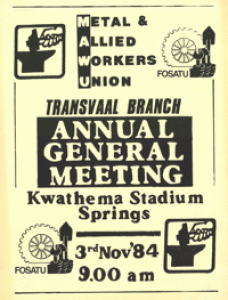 METAL &
ALLIED
WORKERS
UNION
FOSATU
TRANSVAAL BRANCH
ANNUAL
GENERAL
MEETING
Kwathema Stadium
Springs
3rd Nov '84
9.00 am
FOSATU